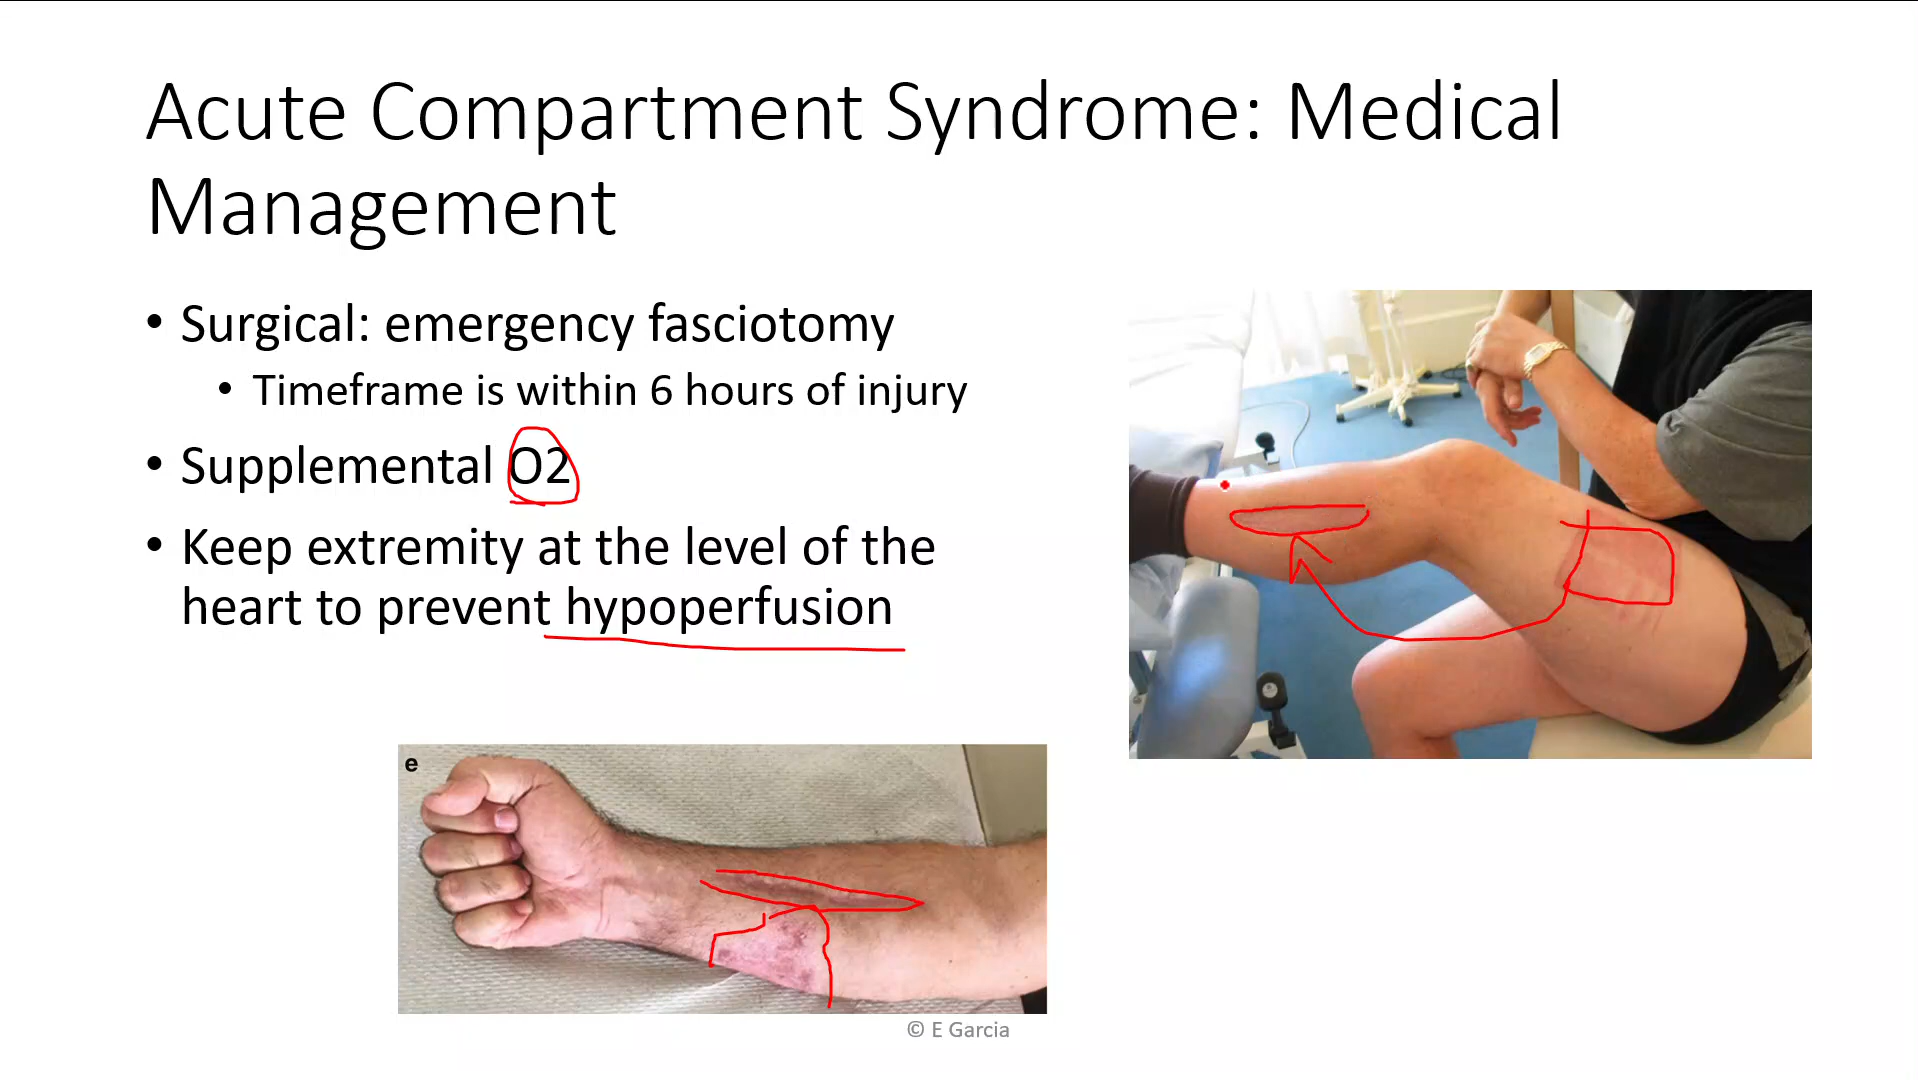 Acute Compartment Syndrome: Medical
Management
• Surgical: emergency fasciotomy
• Timeframe is within 6 hours of injury
• Supplemental O2
• Keep extremity at the level of the
heart to prevent hypoperfusion
e
© E Garcia